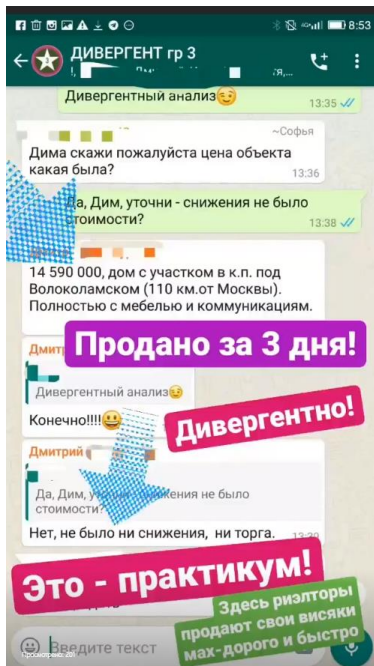 8:53
ДИВЕРГЕНТ гр 3
Дивергентный анализ😉
13:35
~Софья
Дима скажи пожалуйста цена объекта
какая была?
13:36
Да, Дим, уточни - снижения не было
стоимости?
13:38
14 590 000, дом с участком в к.п. под
Волоколамском (110 км.от Москвы).
Полностью с мебелью и коммуникациям.
Продано за 3 дня!
Дивергентный анализ😉
Конечно!!!!😃
Дивергентно!
Дмитрий
Да, Дим, снижения не было
стоимости?
Нет, не было ни снижения, ни торга.
13:39
Это - практикум!
Здесь риэлторы
продают свои висяки
мах-дорого и быстро
Введите текст